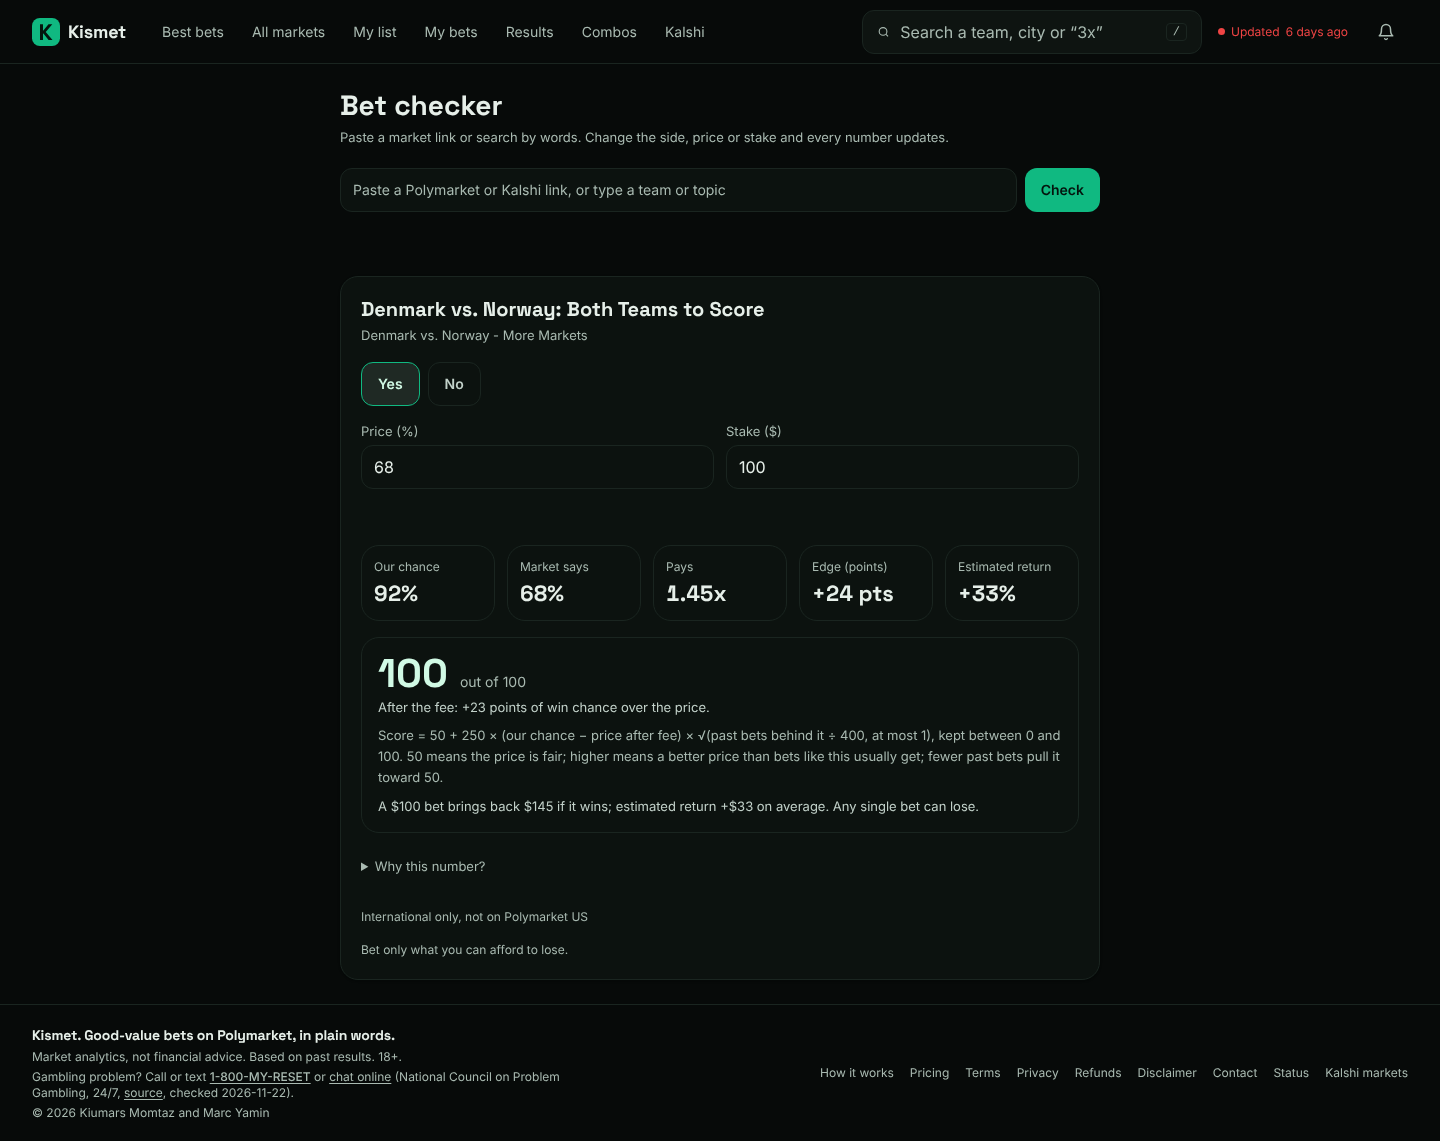 K Kismet
Best bets
All markets
My list
My bets
Results
Combos
Kalshi
Search a team, city or “3x”
/
Updated 6 days ago
Bet checker
Paste a market link or search by words. Change the side, price or stake and every number updates.
Paste a Polymarket or Kalshi link, or type a team or topic
Check
Denmark vs. Norway: Both Teams to Score
Denmark vs. Norway - More Markets
Yes
No
Price (%)
Stake ($)
68
100
Our chance
Market says
Pays
Edge (points)
Estimated return
92%
68%
1.45x
+24 pts
+33%
100 out of 100
After the fee: +23 points of win chance over the price.
Score = 50 + 250 × (our chance − price after fee) × √(past bets behind it ÷ 400, at most 1), kept between 0 and
100. 50 means the price is fair; higher means a better price than bets like this usually get; fewer past bets pull it
toward 50.
A $100 bet brings back $145 if it wins; estimated return +$33 on average. Any single bet can lose.
Why this number?
International only, not on Polymarket US
Bet only what you can afford to lose.
Kismet. Good-value bets on Polymarket, in plain words.
Market analytics, not financial advice. Based on past results. 18+.
Gambling problem? Call or text 1-800-MY-RESET or chat online (National Council on Problem
Gambling, 24/7, source, checked 2026-11-22).
© 2026 Kiumars Momtaz and Marc Yamin
How it works
Pricing
Terms
Privacy
Refunds
Disclaimer
Contact
Status
Kalshi markets